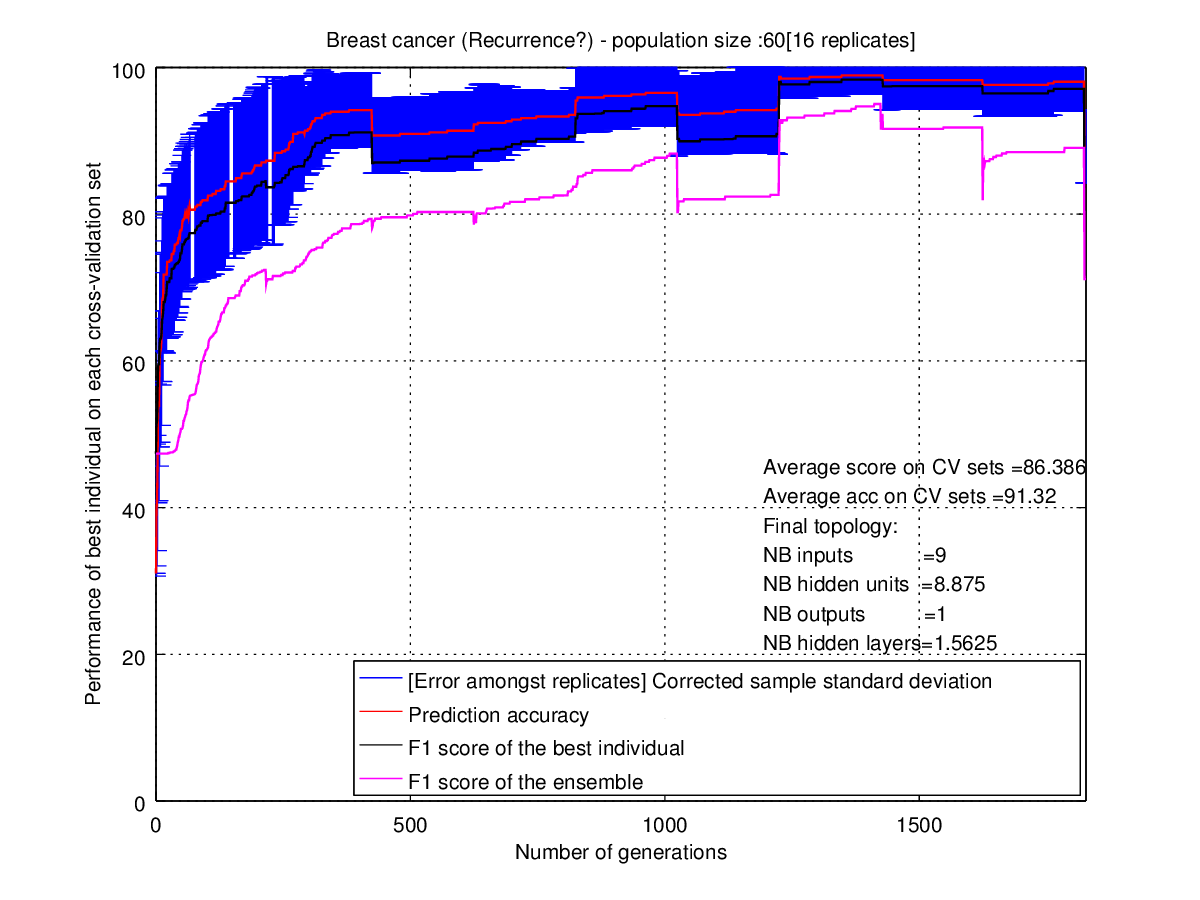 Breast cancer (Recurrence?) - population size :60[16 replicates]
Performance of best individual on each cross-validation set
100
80
60
40
20
0
Average score on CV sets =86.386
Average acc on CV sets =91.32
Final topology:
NB inputs =9
NB hidden units =8.875
NB outputs =1
NB hidden layers=1.5625
[Error amongst replicates] Corrected sample standard deviation
Prediction accuracy
F1 score of the best individual
F1 score of the ensemble
0 500 1000 1500
Number of generations